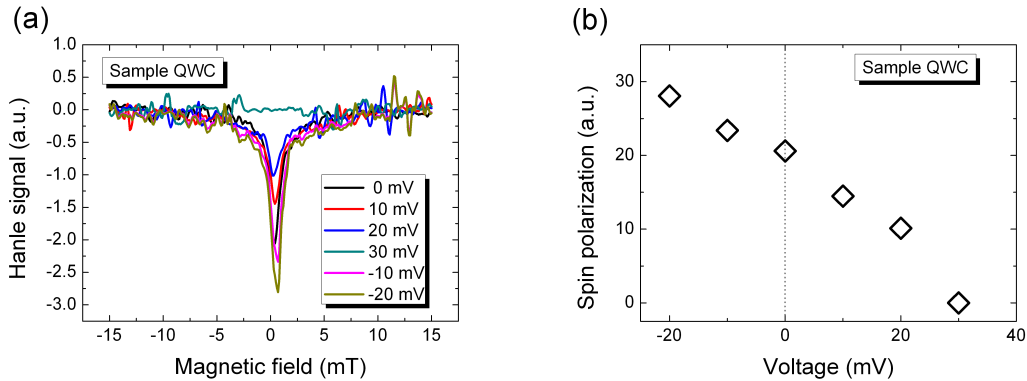 (a)
1.0
0.5
0.0
-0.5
-1.0
-1.5
-2.0
-2.5
-3.0
Hanle signal (a.u.)
Sample QWC
0 mV
10 mV
20 mV
30 mV
-10 mV
-20 mV
-15 -10 -5 0 5 10 15
Magnetic field (mT)
(b)
30
20
10
0
Spin polarization (a.u.)
Sample QWC
-20 0 20 40
Voltage (mV)